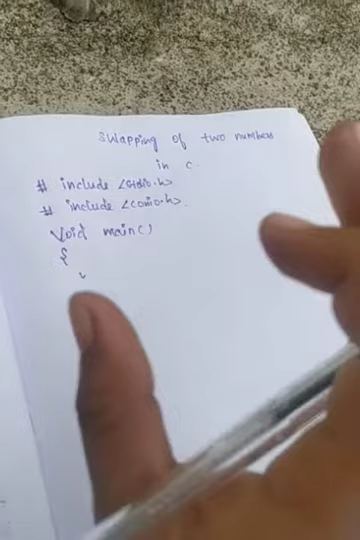 Swapping of two numbers
in c.
# include <stdio.h>
# include <conio.h>
Void main()
{